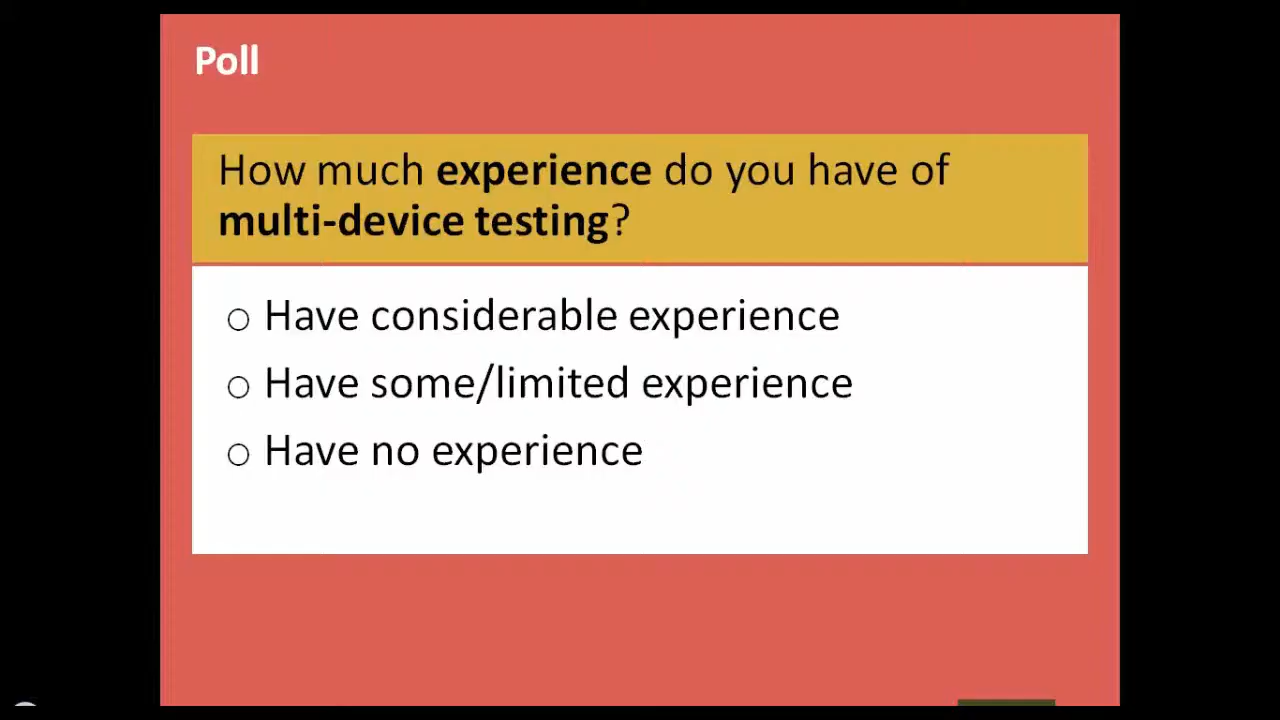 Poll
How much experience do you have of
multi-device testing?
Have considerable experience
Have some/limited experience
Have no experience